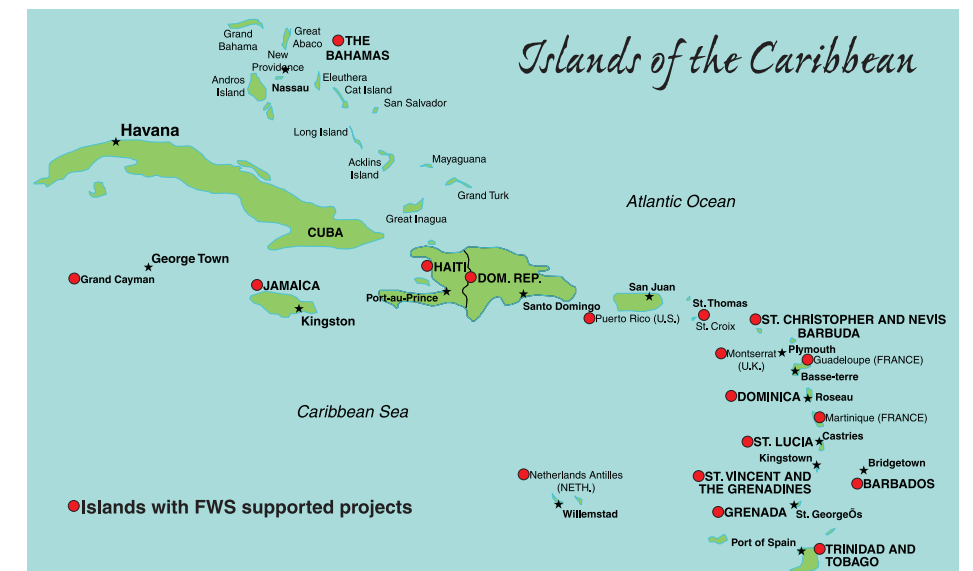 Islands of the Caribbean
Grand
Bahama
Great
Abaco
THE
BAHAMAS
New
Providence
Nassau
Andros
Island
Eleuthera
Cat Island
San Salvador
Long Island
Acklins
Island
Mayaguana
Grand Turk
Great Inagua
Havana
CUBA
Atlantic Ocean
George Town
Grand Cayman
JAMAICA
Kingston
HAITI
Port-au-Prince
DOM. REP.
Santo Domingo
San Juan
Puerto Rico (U.S.)
St. Thomas
St. Croix
ST. CHRISTOPHER AND NEVIS
BARBUDA
Montserrat
(U.K.)
Plymouth
Guadeloupe (FRANCE)
Basse-terre
DOMINICA
Roseau
Caribbean Sea
Martinique (FRANCE)
ST. LUCIA
Castries
Kingstown
Bridgetown
Netherlands Antilles
(NETH.)
Willemstad
ST. VINCENT AND
THE GRENADINES
BARBADOS
Islands with FWS supported projects
GRENADA
St. GeorgeÕs
Port of Spain
TRINIDAD AND
TOBAGO